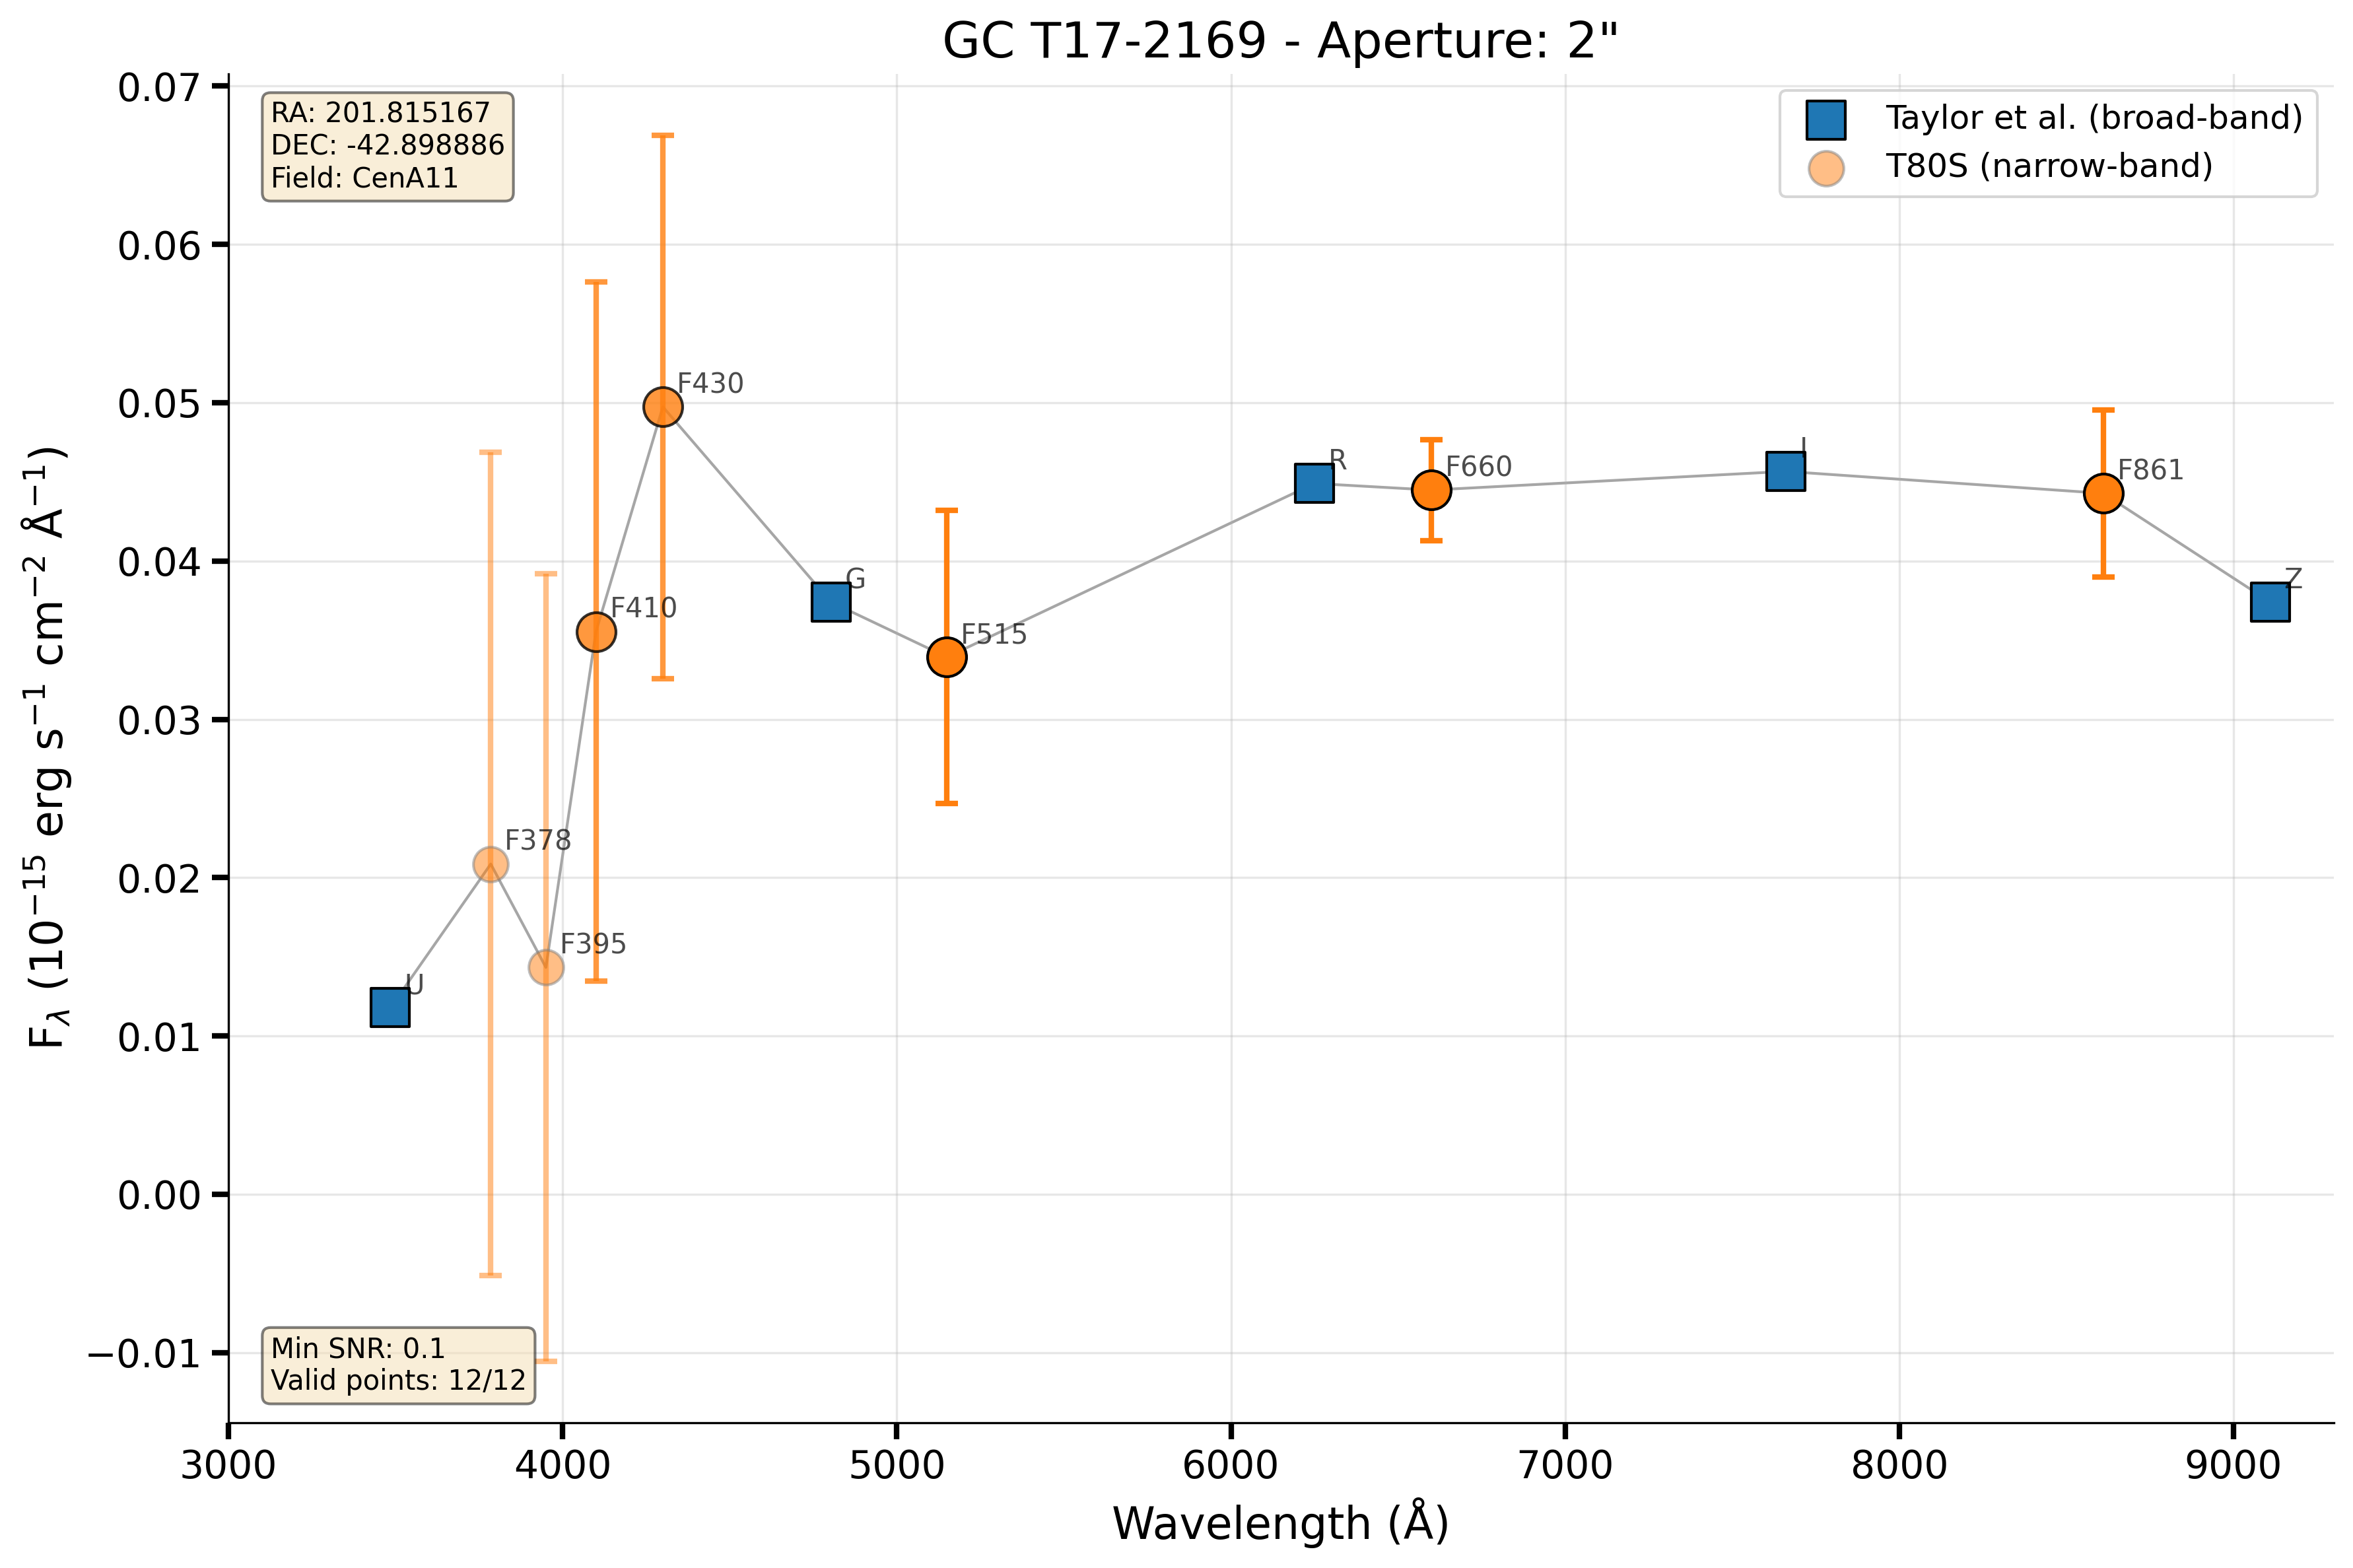 GC T17-2169 - Aperture: 2"
RA: 201.815167
DEC: -42.898886
Field: CenA11
Taylor et al. (broad-band)
T80S (narrow-band)
0.07
0.06
0.05
0.04
0.03
0.02
0.01
0.00
−0.01
F_λ (10⁻¹⁵ erg s⁻¹ cm⁻² Å⁻¹)
U
F378
F395
F410
F430
G
F515
R
F660
I
F861
Z
Min SNR: 0.1
Valid points: 12/12
3000 4000 5000 6000 7000 8000 9000
Wavelength (Å)